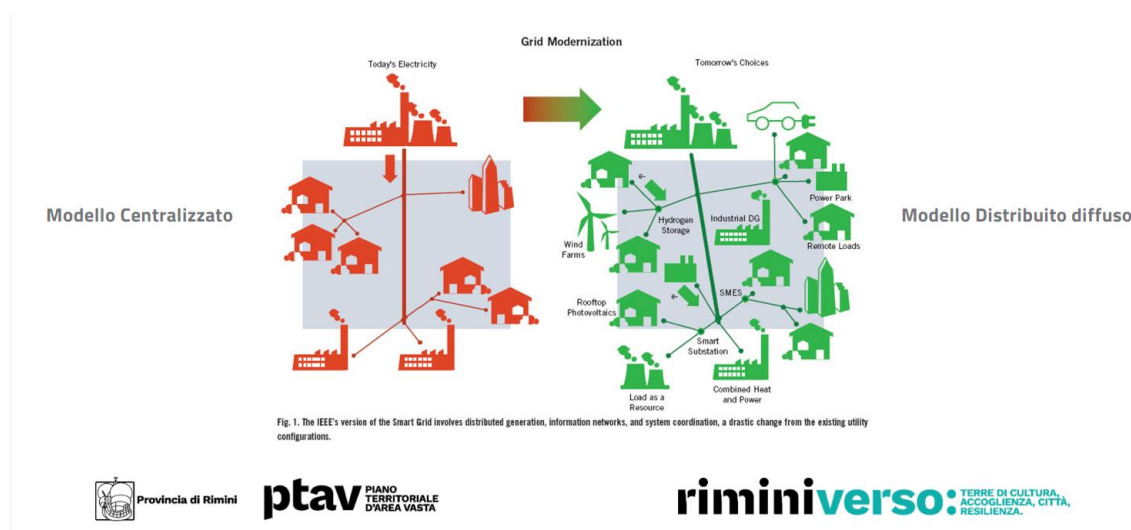 Grid Modernization
Today's Electricity
Tomorrow's Choices
Modello Centralizzato
Modello Distribuito diffuso
e-
Power Park
Hydrogen
Storage
Industrial DG
Wind
Farms
Remote Loads
Rooftop
Photovoltaics
e-
SMES
Smart
Substation
Load as a
Resource
Combined Heat
and Power
Fig. 1. The IEEE's version of the Smart Grid involves distributed generation, information networks, and system coordination, a drastic change from the existing utility
configurations.
Provincia di Rimini
ptav
PIANO
TERRITORIALE
D'AREA VASTA
riminiverso:
TERRE DI CULTURA,
ACCOGLIENZA, CITTÀ,
RESILIENZA.